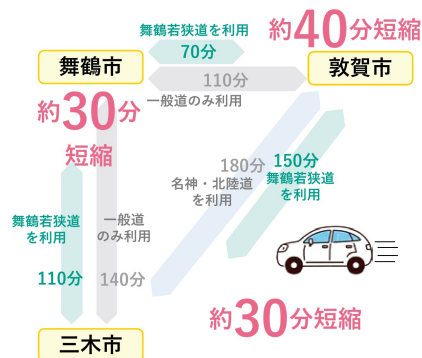 舞鶴若狭道を利用
70分
約40分短縮
舞鶴市
敦賀市
110分
一般道のみ利用
約30分
短縮
180分
名神・北陸道
を利用
150分
舞鶴若狭道
を利用
舞鶴若狭道
を利用
110分
一般道
のみ利用
140分
約30分短縮
三木市